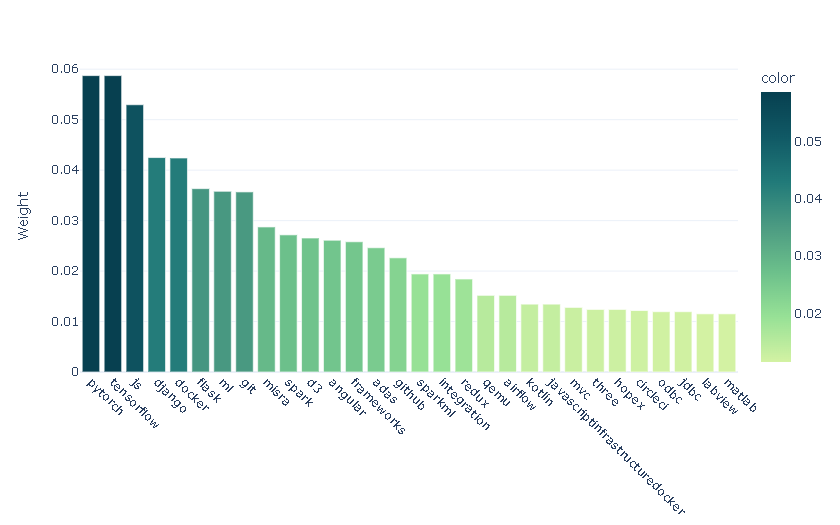 color
0.06
0.05
0.04
0.03
0.02
0.01
0
Weight
0.05
0.04
0.03
0.02
pytorch
tensorflow
js
django
docker
flask
ml
git
misra
spark
d3
angular
frameworks
adas
github
sparkml
integration
redux
qemu
airflow
kotlin
javascriptinfrastructuredocker
mvc
three
hopex
circleci
odbc
jdbc
labview
matlab